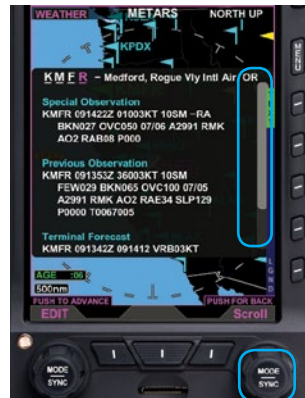 WEATHER METARS NORTH UP
KPDX
KMFR - Medford, Rogue Vly Intl Air, OR
Special Observation
KMFR 091422Z 01003KT 10SM -RA
BKN027 OVC050 07/06 A2991 RMK
AO2 RAB08 P000
Previous Observation
KMFR 091353Z 36003KT 10SM
FEW029 BKN065 OVC100 07/05
A2991 RMK AO2 RAE34 SLP129
P0000 T0067005
Terminal Forecast
KMFR 091342Z 091412 VRB03KT
AGE :06
500nm
LGND
PUSH TO ADVANCE PUSH FOR BACK
EDIT Scroll
MENU
MODE
SYNC
MODE
SYNC